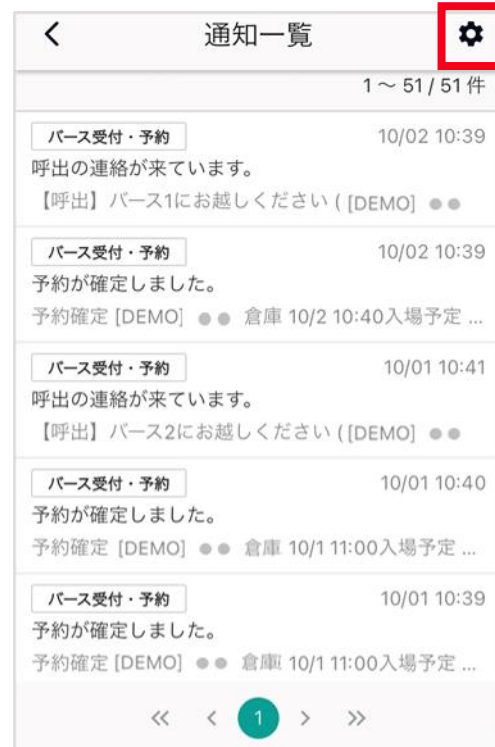 通知一覧
1～51/51件
バース受付・予約 10/02 10:39
呼出の連絡が来ています。
【呼出】バース1にお越しください ( [DEMO] ●●
バース受付・予約 10/02 10:39
予約が確定しました。
予約確定 [DEMO] ●● 倉庫 10/2 10:40入場予定 ...
バース受付・予約 10/01 10:41
呼出の連絡が来ています。
【呼出】バース2にお越しください ( [DEMO] ●●
バース受付・予約 10/01 10:40
予約が確定しました。
予約確定 [DEMO] ●● 倉庫 10/1 11:00入場予定 ...
バース受付・予約 10/01 10:39
予約が確定しました。
予約確定 [DEMO] ●● 倉庫 10/1 11:00入場予定 ...
« < 1 > »